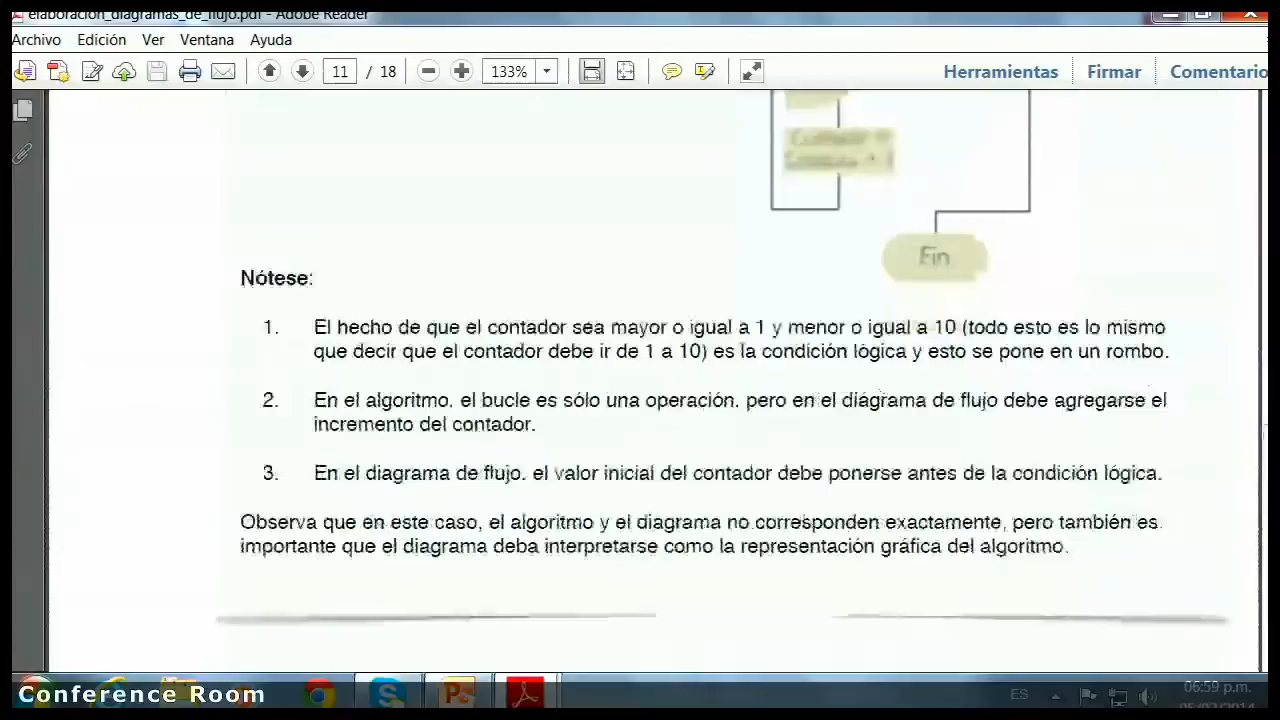 elaboracion_diagramas_de_flujo.pdf - Adobe Reader
Archivo Edición Ver Ventana Ayuda
11 / 18 133% Herramientas Firmar Comentario
Fin
Nótese:
1. El hecho de que el contador sea mayor o igual a 1 y menor o igual a 10 (todo esto es lo mismo
que decir que el contador debe ir de 1 a 10) es la condición lógica y esto se pone en un rombo.
2. En el algoritmo, el bucle es sólo una operación, pero en el diagrama de flujo debe agregarse el
incremento del contador.
3. En el diagrama de flujo, el valor inicial del contador debe ponerse antes de la condición lógica.
Observa que en este caso, el algoritmo y el diagrama no corresponden exactamente, pero también es
importante que el diagrama deba interpretarse como la representación gráfica del algoritmo.
Conference Room
ES
06:59 p.m.